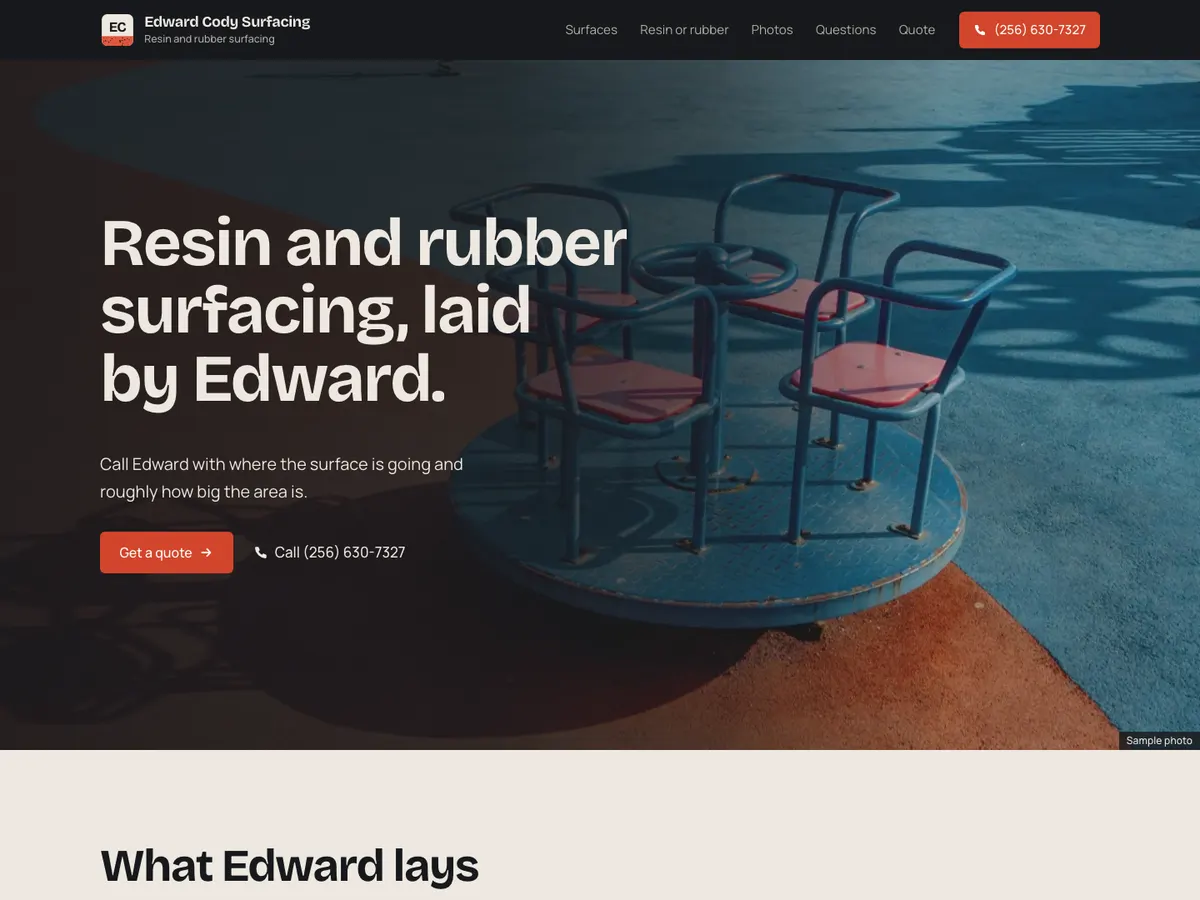 EC
Edward Cody Surfacing
Resin and rubber surfacing
Surfaces
Resin or rubber
Photos
Questions
Quote
(256) 630-7327
Resin and rubber
surfacing, laid
by Edward.
Call Edward with where the surface is going and
roughly how big the area is.
Get a quote
Call (256) 630-7327
Sample photo
What Edward lays